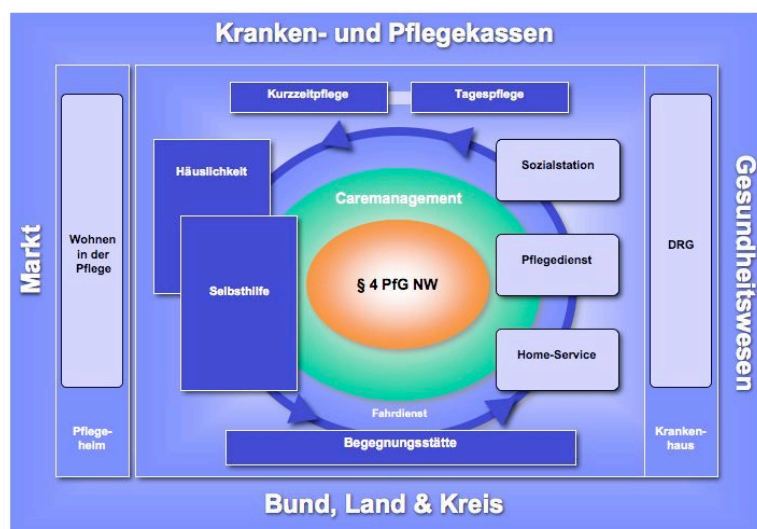 Kranken- und Pflegekassen
Kurzzeitpflege
Tagespflege
Häuslichkeit
Sozialstation
Caremanagement
Markt
Wohnen
in der
Pflege
Pflegedienst
DRG
Gesundheitswesen
§ 4 PfG NW
Selbsthilfe
Home-Service
Fahrdienst
Pflege-
heim
Begegnungsstätte
Kranken-
haus
Bund, Land & Kreis